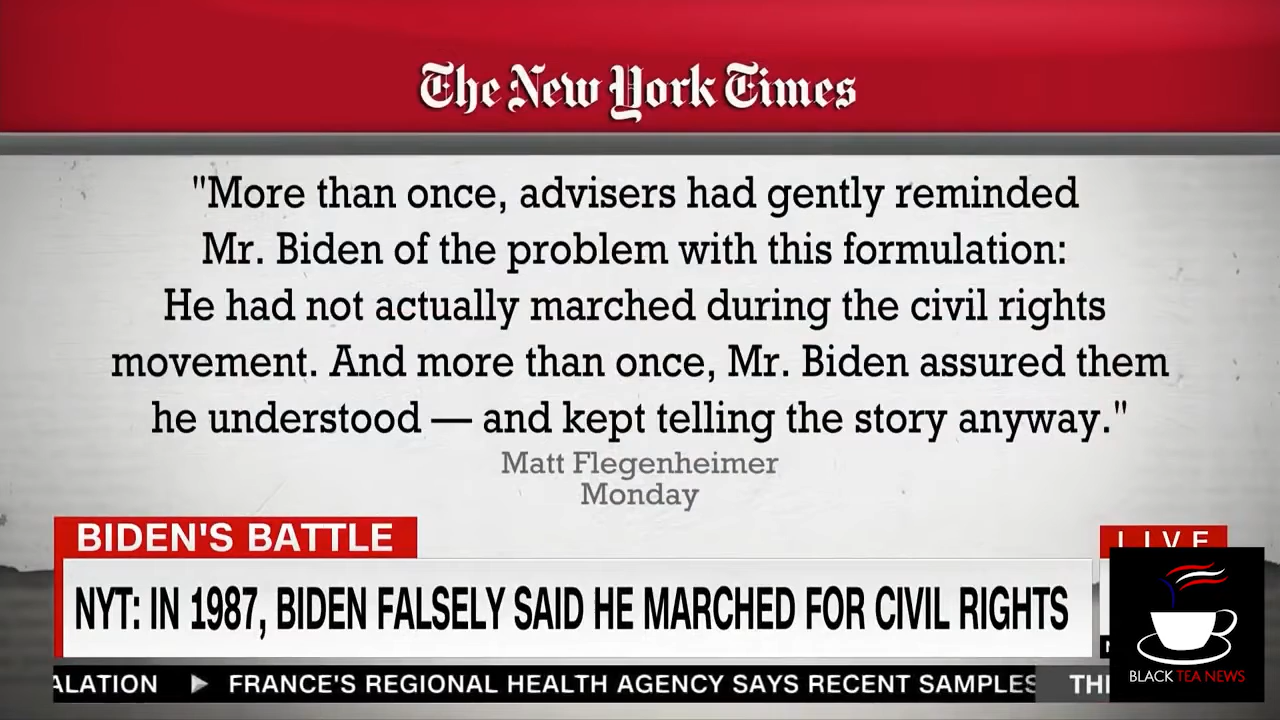 The New York Times
"More than once, advisers had gently reminded
Mr. Biden of the problem with this formulation:
He had not actually marched during the civil rights
movement. And more than once, Mr. Biden assured them
he understood — and kept telling the story anyway."
Matt Flegenheimer
Monday
BIDEN'S BATTLE
LIVE
NYT: IN 1987, BIDEN FALSELY SAID HE MARCHED FOR CIVIL RIGHTS
BLACK TEA NEWS
ALATION ▶ FRANCE'S REGIONAL HEALTH AGENCY SAYS RECENT SAMPLES